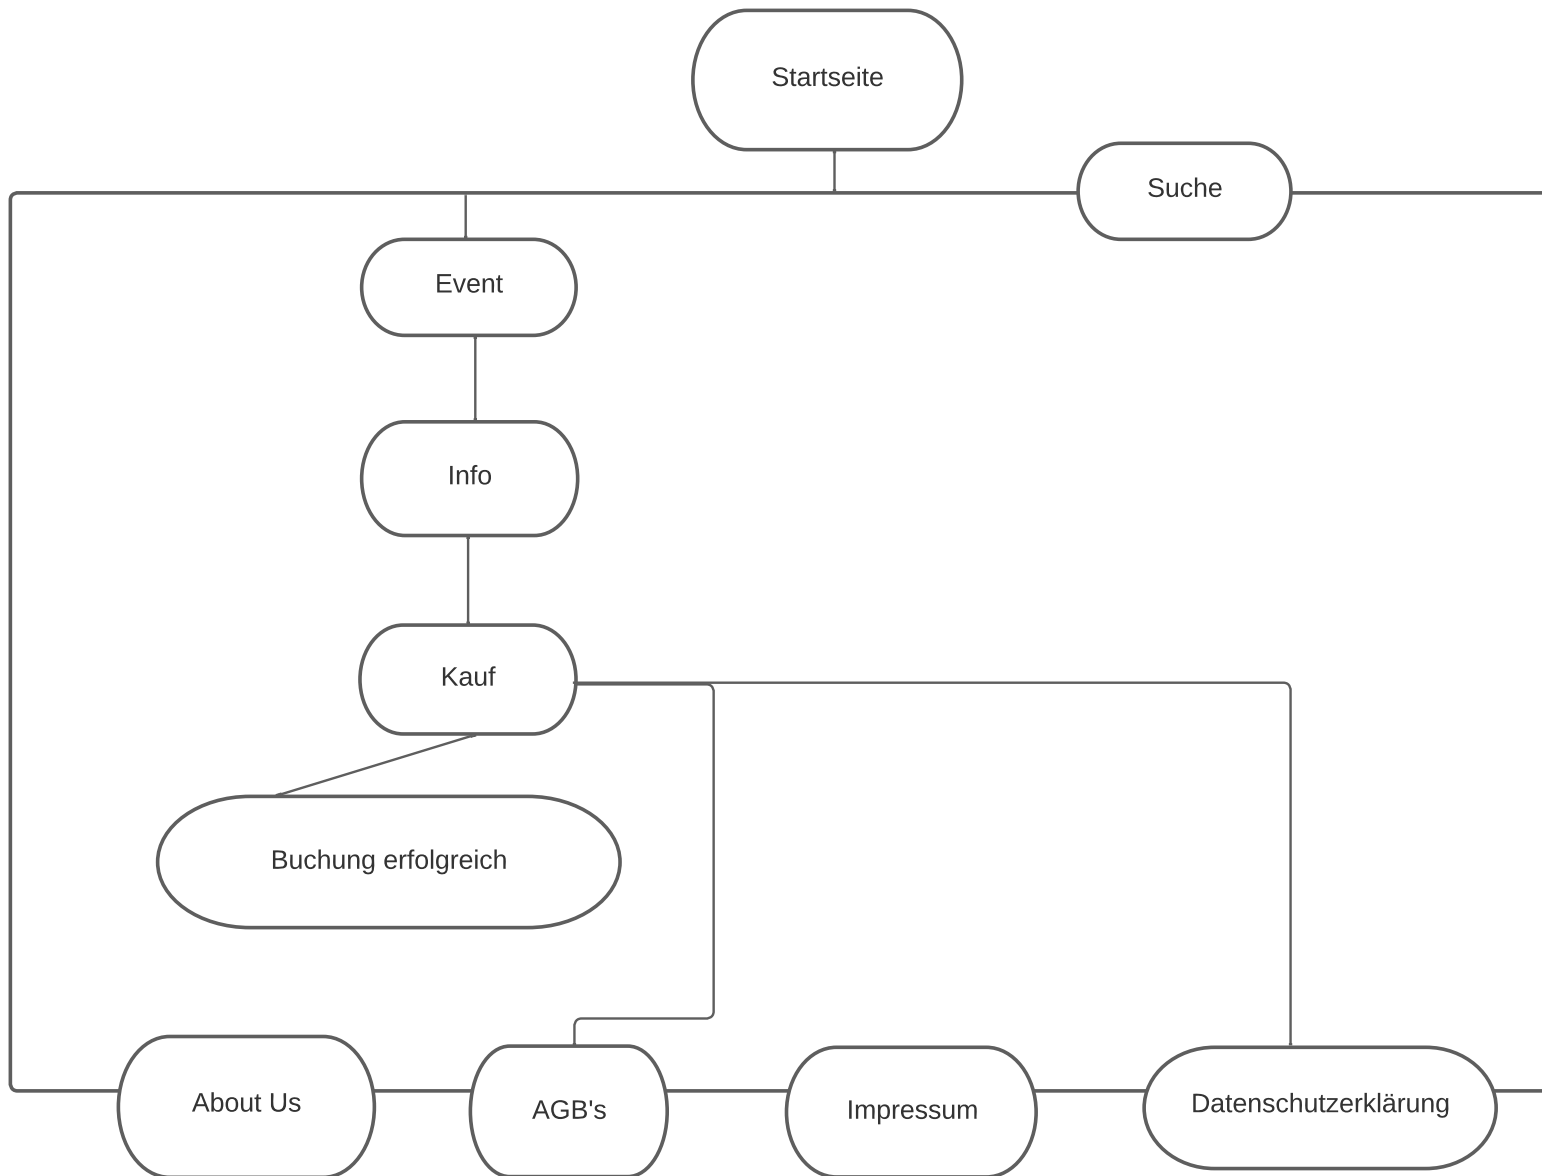 Startseite
Suche
Event
Info
Kauf
Buchung erfolgreich
About Us
AGB's
Impressum
Datenschutzerklärung